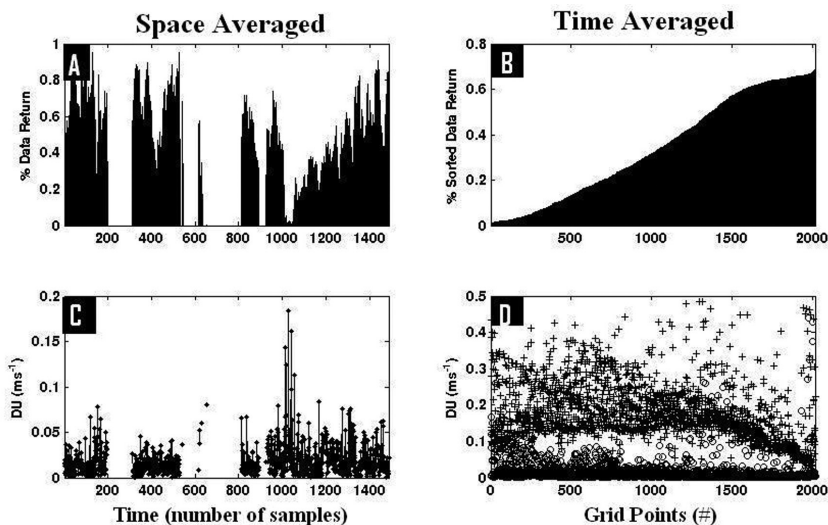 Space Averaged
Time Averaged
A
% Data Return
1
0.8
0.6
0.4
0.2
0
200 400 600 800 1000 1200 1400
B
% Sorted Data Return
0.8
0.6
0.4
0.2
0
500 1000 1500 2000
C
DU (ms-1)
0.2
0.15
0.1
0.05
0
200 400 600 800 1000 1200 1400
Time (number of samples)
D
DU (ms-1)
0.5
0.4
0.3
0.2
0.1
0
0 500 1000 1500 2000
Grid Points (#)